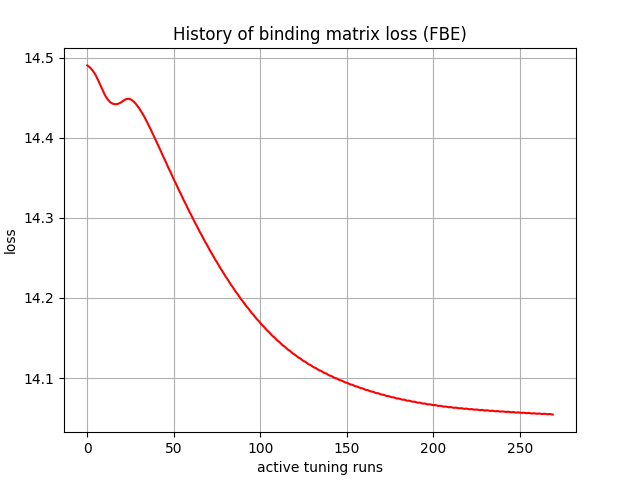 History of binding matrix loss (FBE)
14.5
14.4
14.3
14.2
14.1
loss
0 50 100 150 200 250
active tuning runs